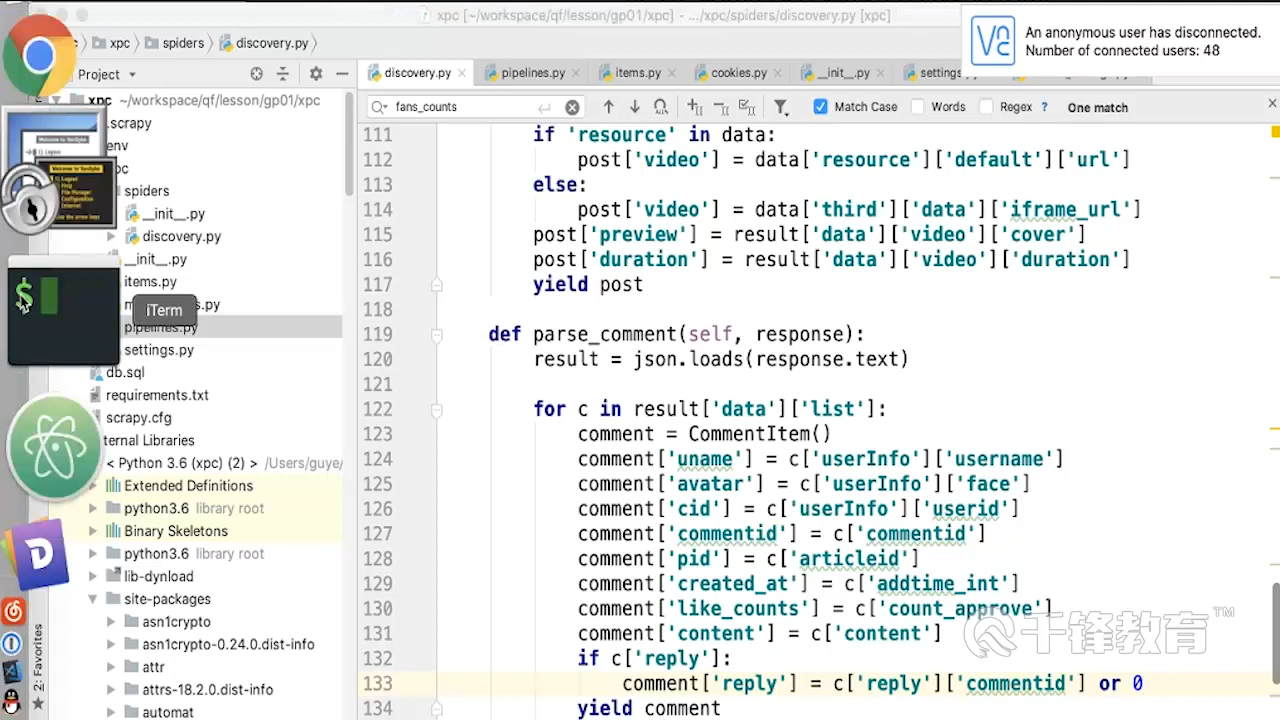 xpc [~/workspace/qf/lesson/gp01/xpc] - .../xpc/spiders/discovery.py [xpc]
An anonymous user has disconnected.
Number of connected users: 48
xpc
spiders
discovery.py
Project
discovery.py
pipelines.py
items.py
cookies.py
__init__.py
fans_counts
Match Case
Words
Regex
?
One match
xpc ~/workspace/qf/lesson/gp01/xpc
.scrapy
spiders
__init__.py
discovery.py
__init__.py
items.py
iTerm
pipelines.py
settings.py
db.sql
requirements.txt
scrapy.cfg
ternal Libraries
< Python 3.6 (xpc) (2) > /Users/guye/
Extended Definitions
python3.6 library root
Binary Skeletons
python3.6 library root
lib-dynload
site-packages
asn1crypto
asn1crypto-0.24.0.dist-info
attr
attrs-18.2.0.dist-info
automat
2: Favorites
111 if 'resource' in data:
112 post['video'] = data['resource']['default']['url']
113 else:
114 post['video'] = data['third']['data']['iframe_url']
115 post['preview'] = result['data']['video']['cover']
116 post['duration'] = result['data']['video']['duration']
117 yield post
118
119 def parse_comment(self, response):
120 result = json.loads(response.text)
121
122 for c in result['data']['list']:
123 comment = CommentItem()
124 comment['uname'] = c['userInfo']['username']
125 comment['avatar'] = c['userInfo']['face']
126 comment['cid'] = c['userInfo']['userid']
127 comment['commentid'] = c['commentid']
128 comment['pid'] = c['articleid']
129 comment['created_at'] = c['addtime_int']
130 comment['like_counts'] = c['count_approve']
131 comment['content'] = c['content']
132 if c['reply']:
133 comment['reply'] = c['reply']['commentid'] or 0
134 yield comment
千锋教育™